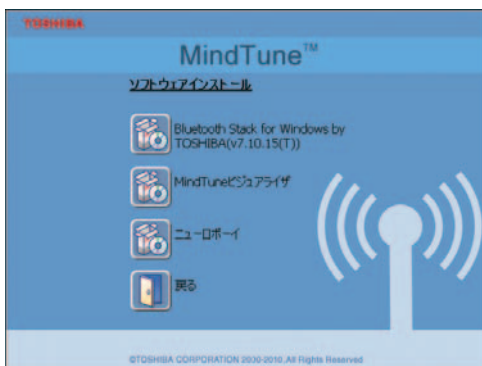 TOSHIBA
MindTune™
ソフトウェアインストール
Bluetooth Stack for Windows by
TOSHIBA(v7.10.15(T))
MindTuneビジュアライザ
ニューロボーイ
戻る
©TOSHIBA CORPORATION 2030-2010.All Rights Reserved